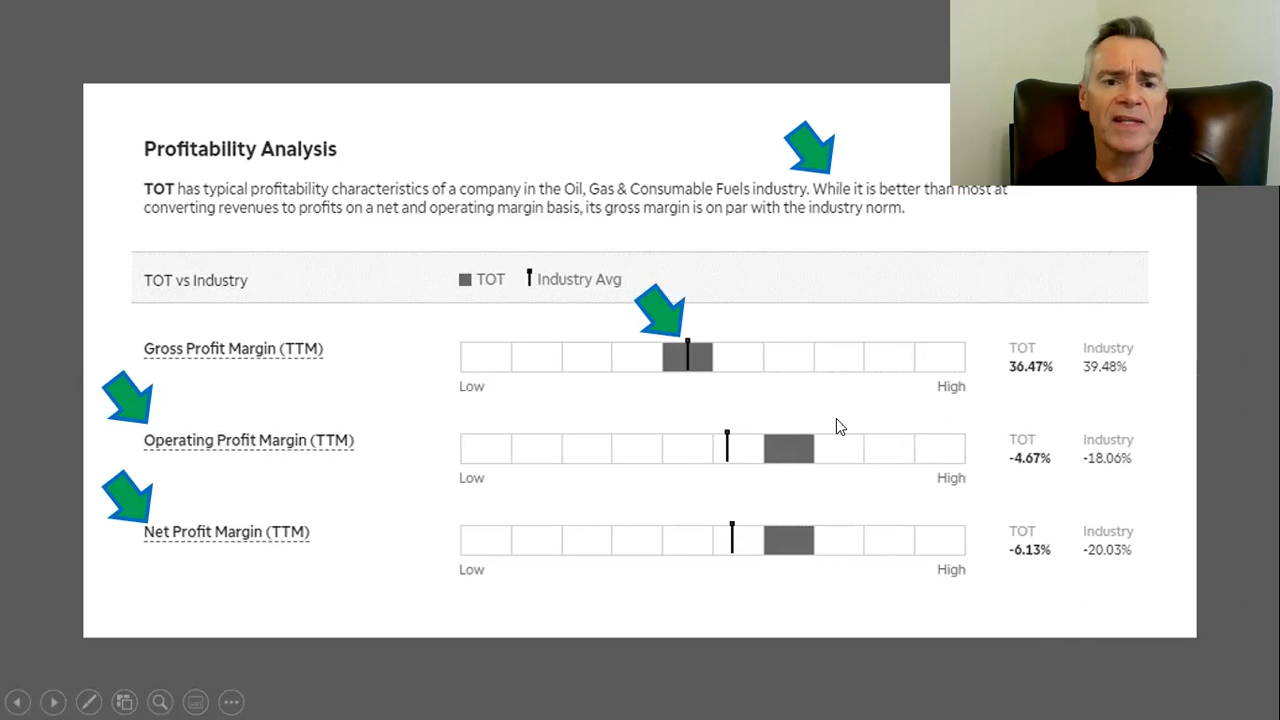 Profitability Analysis
TOT has typical profitability characteristics of a company in the Oil, Gas & Consumable Fuels industry. While it is better than most at
converting revenues to profits on a net and operating margin basis, its gross margin is on par with the industry norm.
TOT vs Industry TOT Industry Avg
Gross Profit Margin (TTM) TOT Industry
36.47% 39.48%
Low High
Operating Profit Margin (TTM) TOT Industry
-4.67% -18.06%
Low High
Net Profit Margin (TTM) TOT Industry
-6.13% -20.03%
Low High